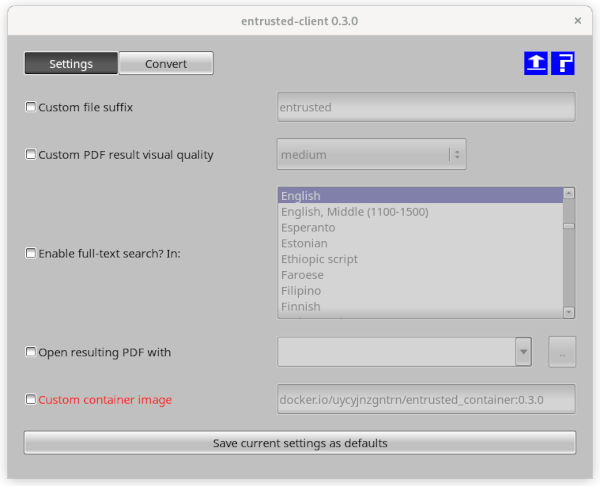 entrusted-client 0.3.0
Settings
Convert
Custom file suffix
entrusted
Custom PDF result visual quality
medium
English
English, Middle (1100-1500)
Esperanto
Estonian
Enable full-text search? In:
Ethiopic script
Faroese
Filipino
Finnish
Open resulting PDF with
..
Custom container image
docker.io/uycyjnzgntrn/entrusted_container:0.3.0
Save current settings as defaults